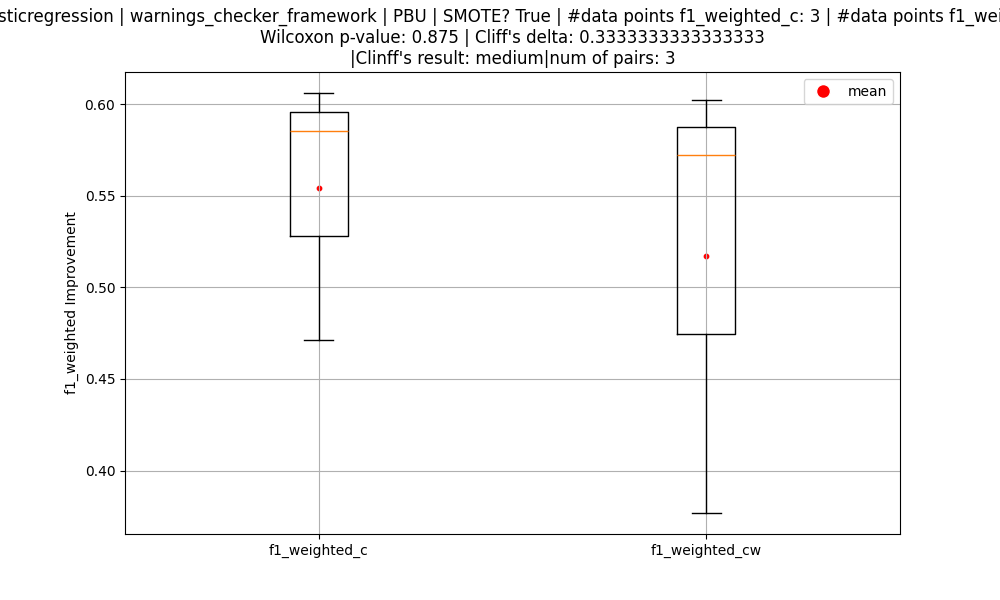 sticregression | warnings_checker_framework | PBU | SMOTE? True | #data points f1_weighted_c: 3 | #data points f1_wei
Wilcoxon p-value: 0.875 | Cliff's delta: 0.3333333333333333
|Clinff's result: medium|num of pairs: 3
mean
0.60
0.55
0.50
0.45
0.40
f1_weighted Improvement
f1_weighted_c
f1_weighted_cw